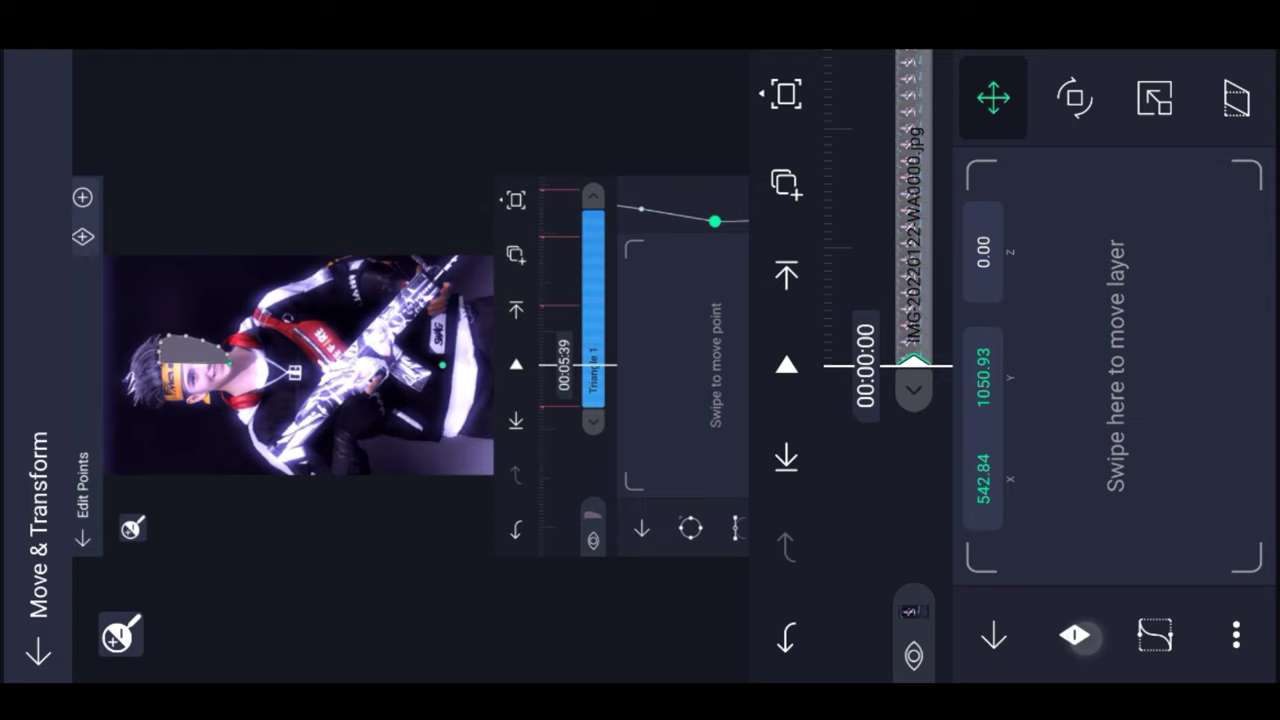 Move & Transform
Edit Points
00:05:39
Triangle 1
Swipe to move point
00:00:00
IMG-20220122-WA0000.jpg
542.84
X
1050.93
Y
0.00
Z
Swipe here to move layer